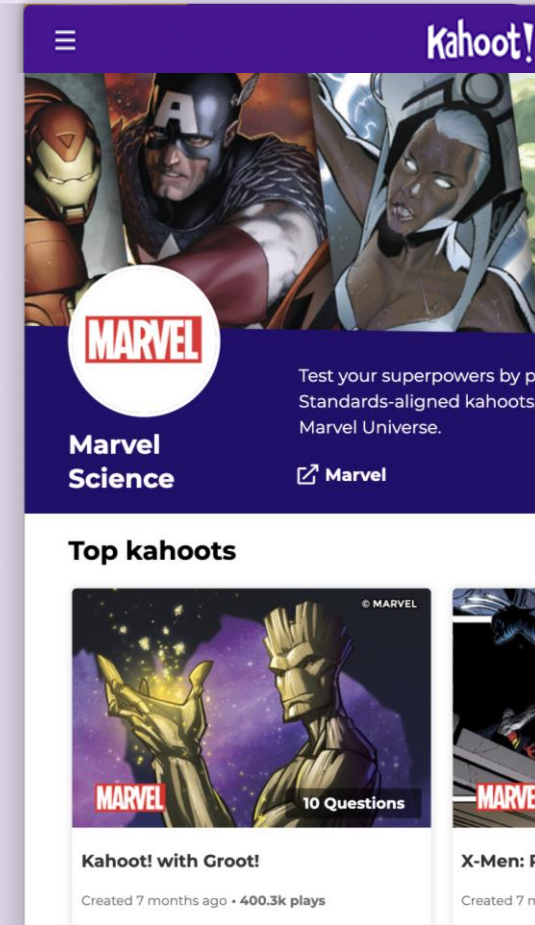 Kahoot!
A
MARVEL
Marvel
Science
Test your superpowers by
Standards-aligned kahoots
Marvel Universe.
Marvel
Top kahoots
© MARVEL
MARVEL
10 Questions
Kahoot! with Groot!
Created 7 months ago • 400.3k plays
X-Men:
Created 7